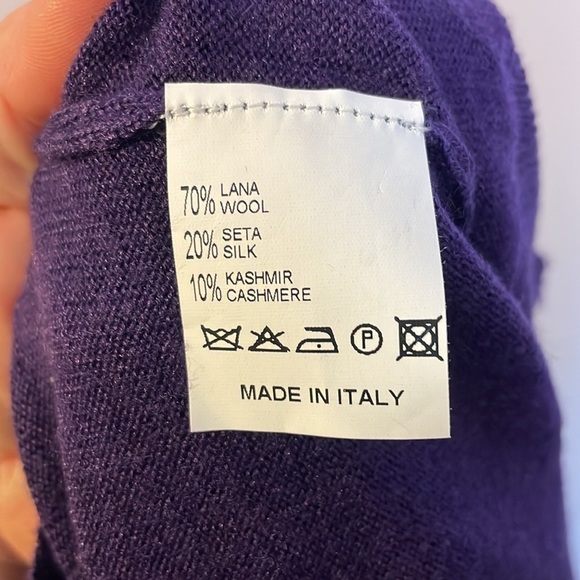 70% LANA
WOOL
20% SETA
SILK
10% KASHMIR
CASHMERE
P
MADE IN ITALY